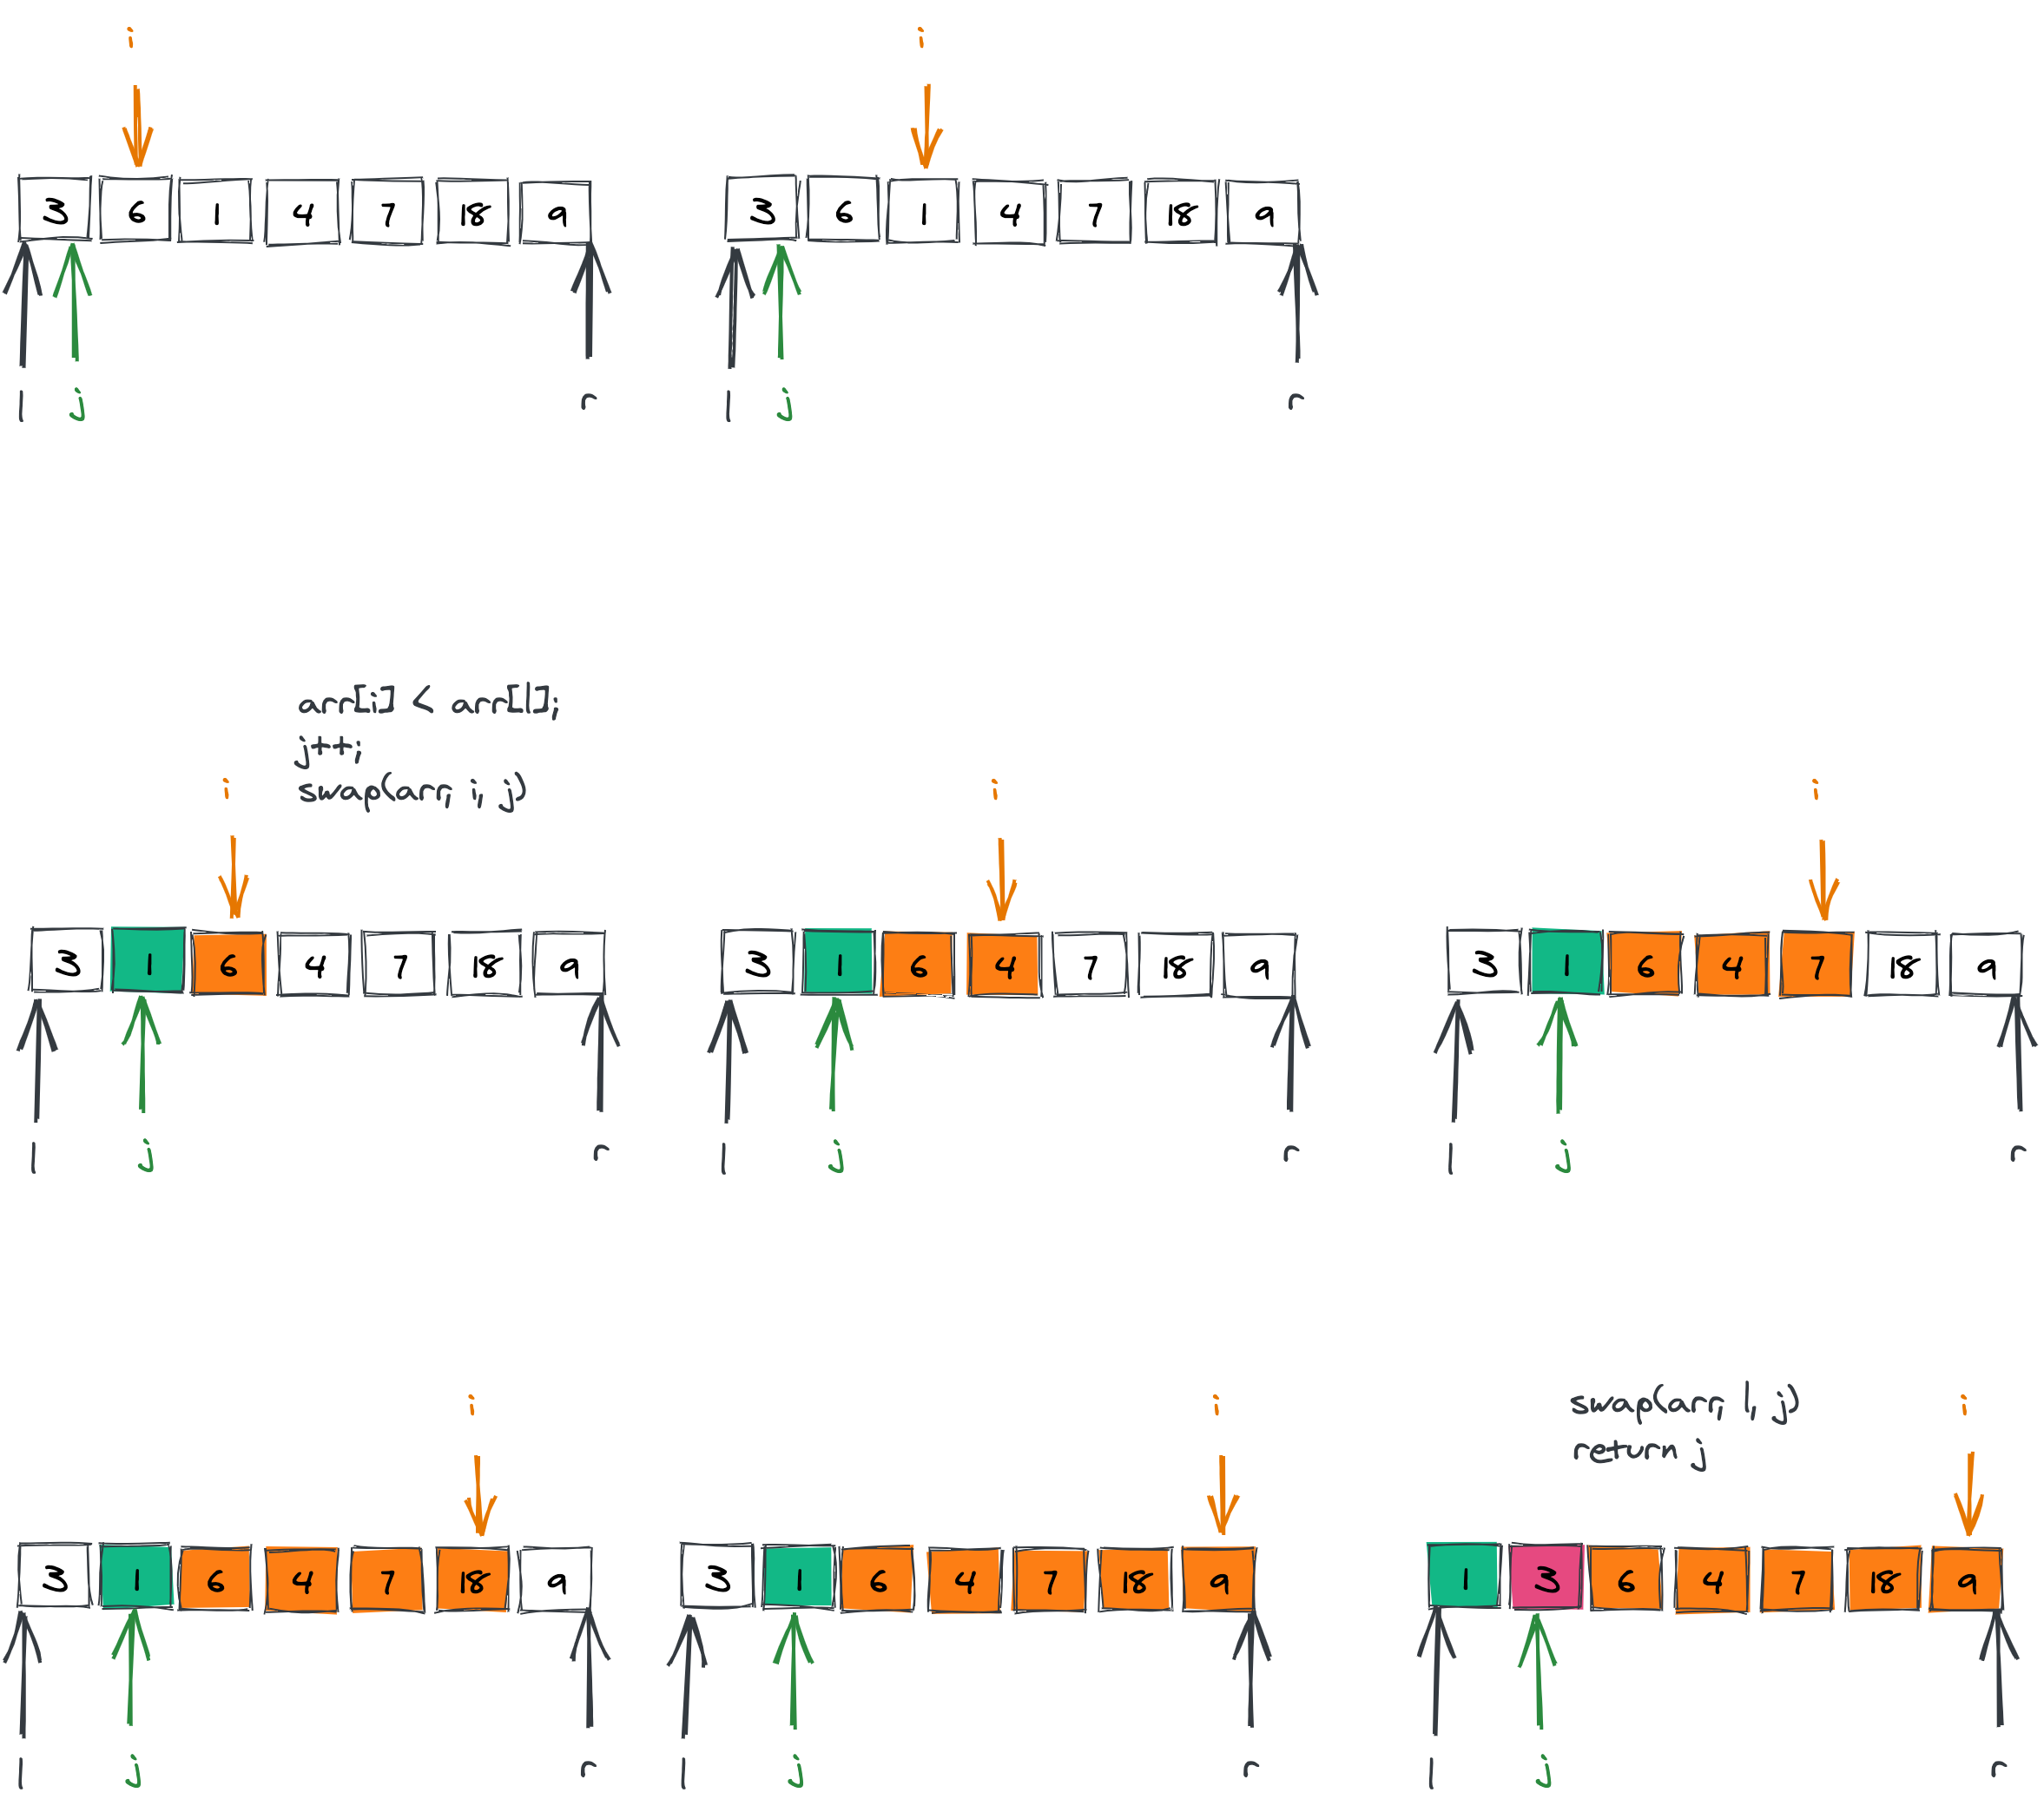 i
i
3 6 1 4 7 18 9
3 6 1 4 7 18 9
l j r
l j r
arr[i] < arr[l];
j++;
swap(arr, i, j)
i
i
i
3 1 6 4 7 18 9
3 1 6 4 7 18 9
3 1 6 4 7 18 9
l j r
l j r
l j r
i
i
swap(arr, l, j)
return j
i
3 1 6 4 7 18 9
3 1 6 4 7 18 9
1 3 6 4 7 18 9
l j r
l j r
l j r